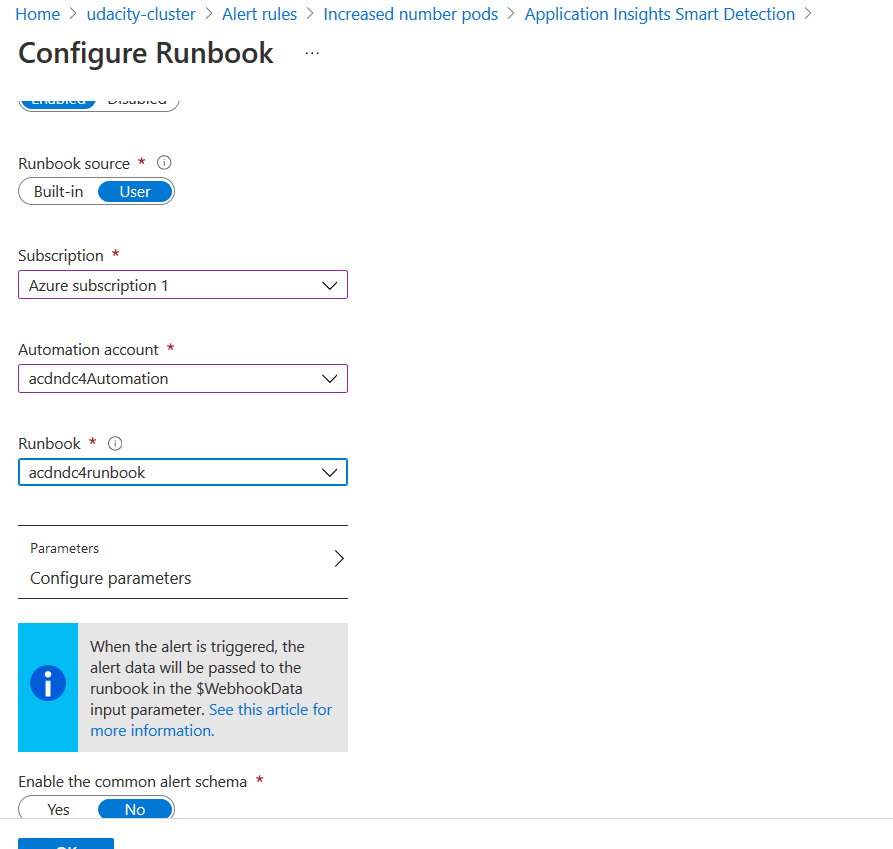 Home > udacity-cluster > Alert rules > Increased number pods > Application Insights Smart Detection >
Configure Runbook ...
Enabled Disabled
Runbook source *
Built-in User
Subscription *
Azure subscription 1
Automation account *
acdndc4Automation
Runbook *
acdndc4runbook
Parameters
Configure parameters
When the alert is triggered, the
alert data will be passed to the
runbook in the $WebhookData
input parameter. See this article for
more information.
Enable the common alert schema *
Yes No
OK